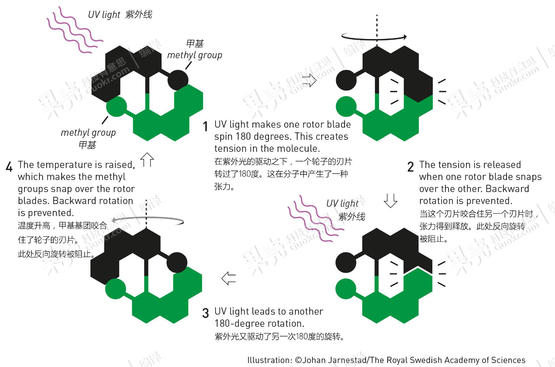 UV light 紫外线
甲基
methyl group
methyl group
甲基
1 UV light makes one rotor blade
spin 180 degrees. This creates
tension in the molecule.
在紫外光的驱动之下，一个轮子的刃片
转过了180度。这在分子中产生了一种
张力。
2 The tension is released
when one rotor blade snaps
over the other. Backward
rotation is prevented.
当这个刃片咬合住另一个刃片时，
张力得到释放。此处反向旋转
被阻止。
UV light
紫外线
3 UV light leads to another
180-degree rotation.
紫外光又驱动了另一次180度的旋转。
4 The temperature is raised,
which makes the methyl
groups snap over the rotor
blades. Backward rotation
is prevented.
温度升高，甲基基团咬合
住了轮子的刃片。
此处反向旋转被阻止。
Illustration: ©Johan Jarnestad/The Royal Swedish Academy of Sciences